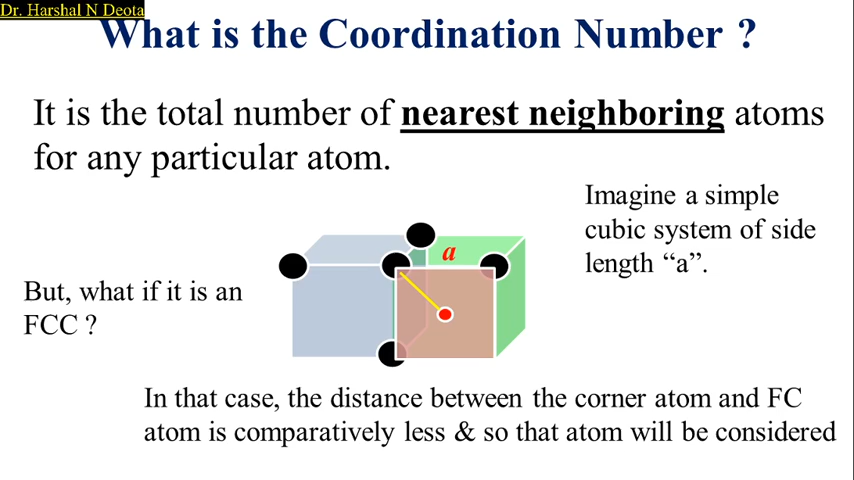 Dr. Harshal N Deota
What is the Coordination Number ?
It is the total number of nearest neighboring atoms
for any particular atom.
Imagine a simple
cubic system of side
length “a”.
a
But, what if it is an
FCC ?
In that case, the distance between the corner atom and FC
atom is comparatively less & so that atom will be considered